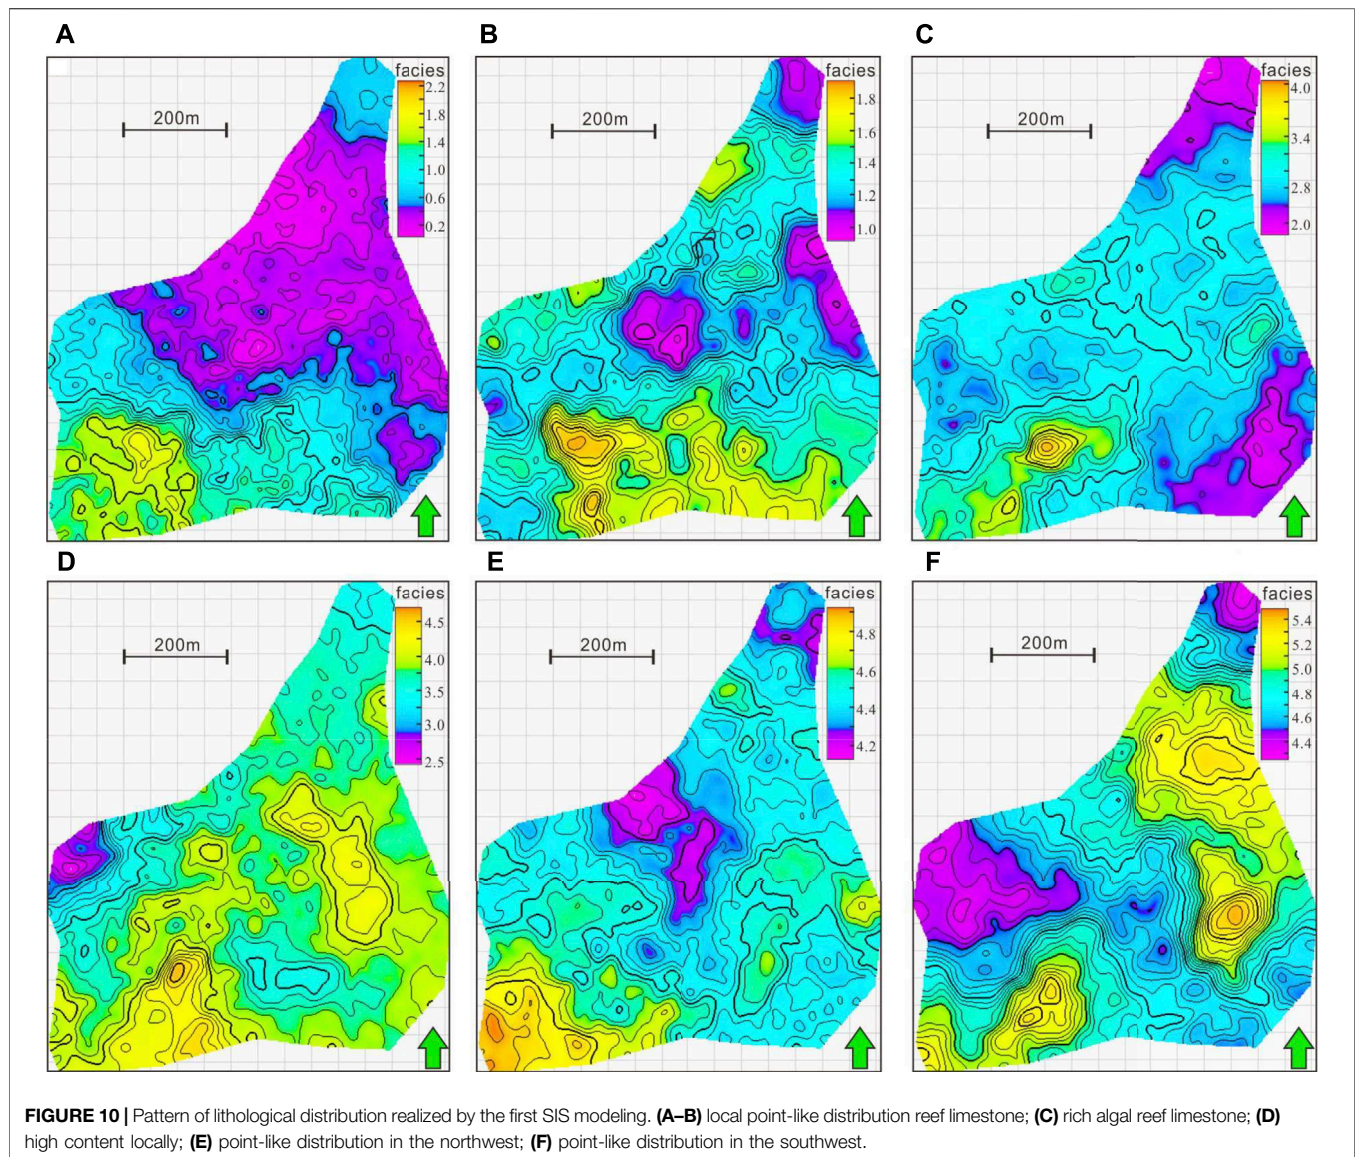 A
facies
2.2
1.8
1.4
1.0
0.6
0.2
200m
B
facies
1.8
1.6
1.4
1.2
1.0
200m
C
facies
4.0
3.4
2.8
2.0
200m
D
facies
4.5
4.0
3.5
3.0
2.5
200m
E
facies
4.8
4.6
4.4
4.2
200m
F
facies
5.4
5.0
4.8
4.6
4.4
200m
FIGURE 10 | Pattern of lithological distribution realized by the first SIS modeling. (A–B) local point-like distribution reef limestone; (C) rich algal reef limestone; (D)
high content locally; (E) point-like distribution in the northwest; (F) point-like distribution in the southwest.